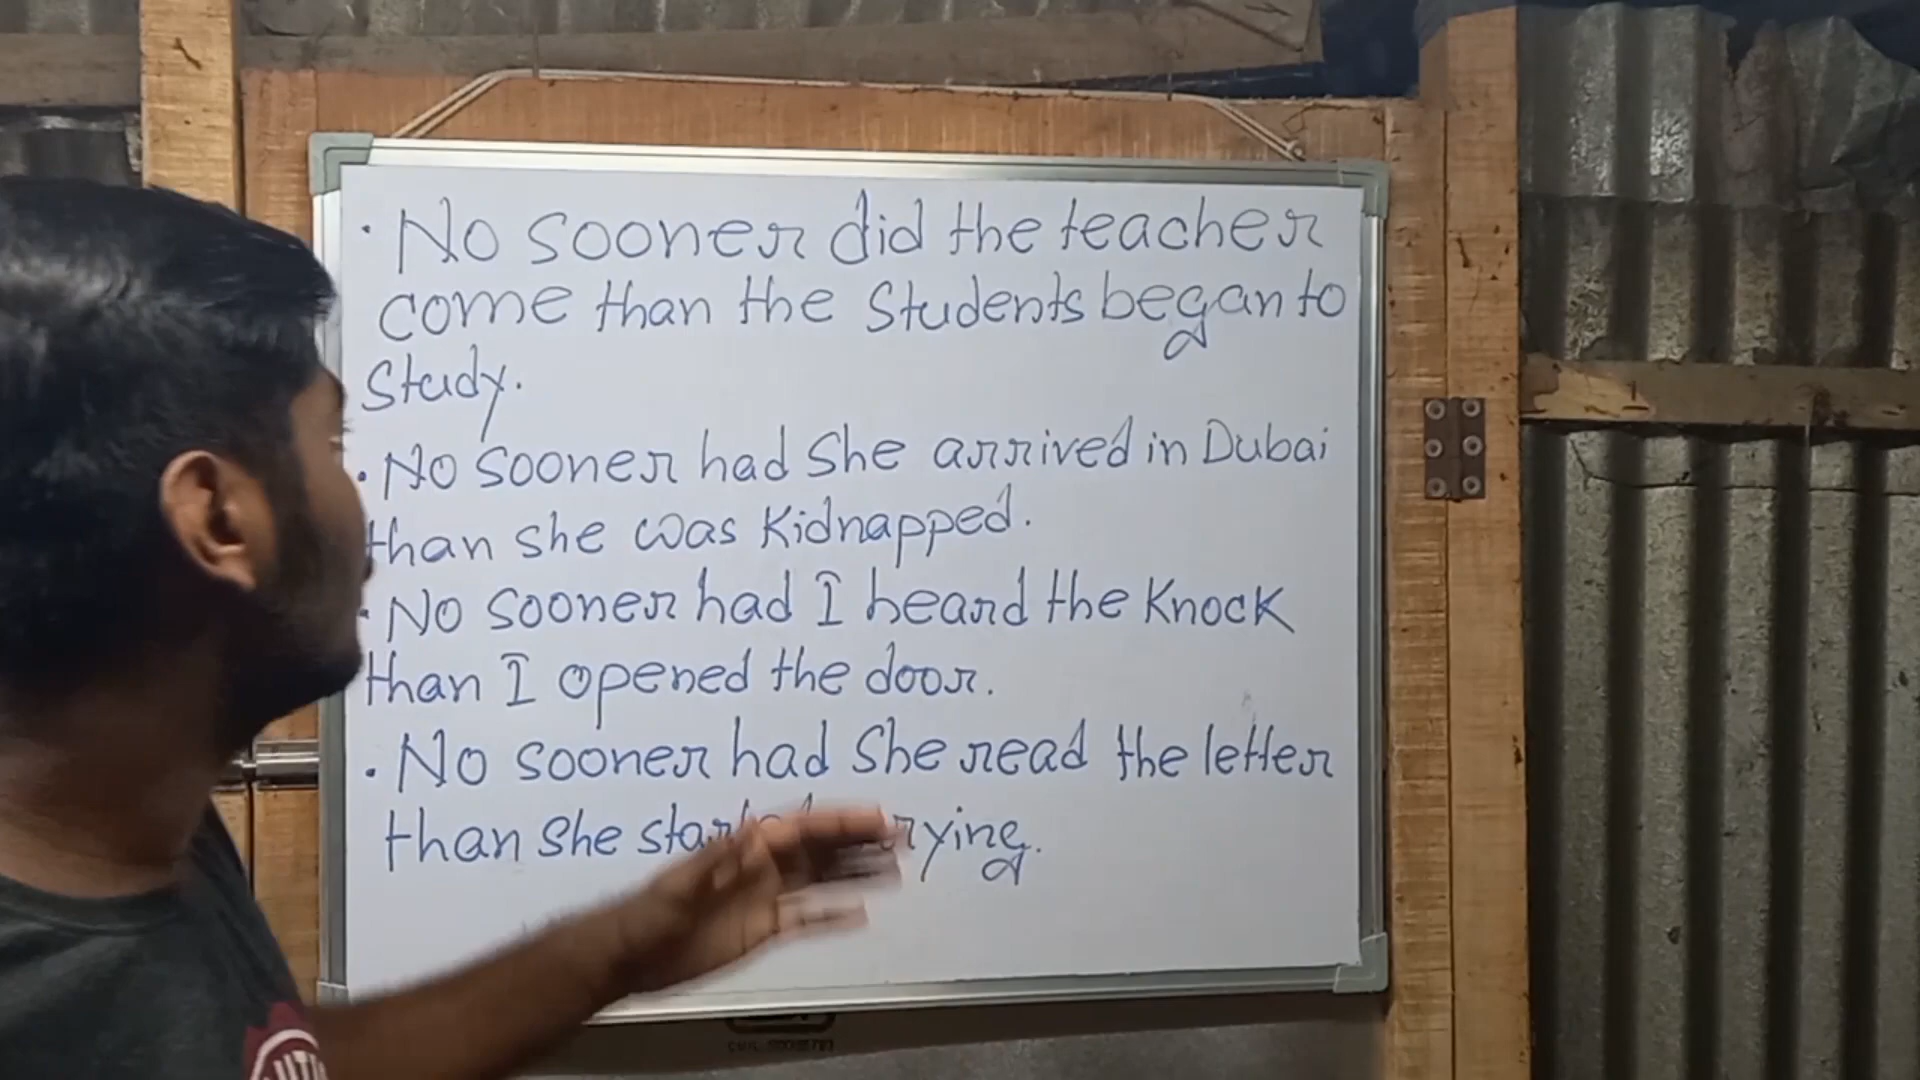 · No sooner did the teacher
come than the Students began to
Study.
· No sooner had She arrived in Dubai
than she was Kidnapped.
· No sooner had I heard the Knock
than I opened the door.
· No sooner had She read the letter
than She